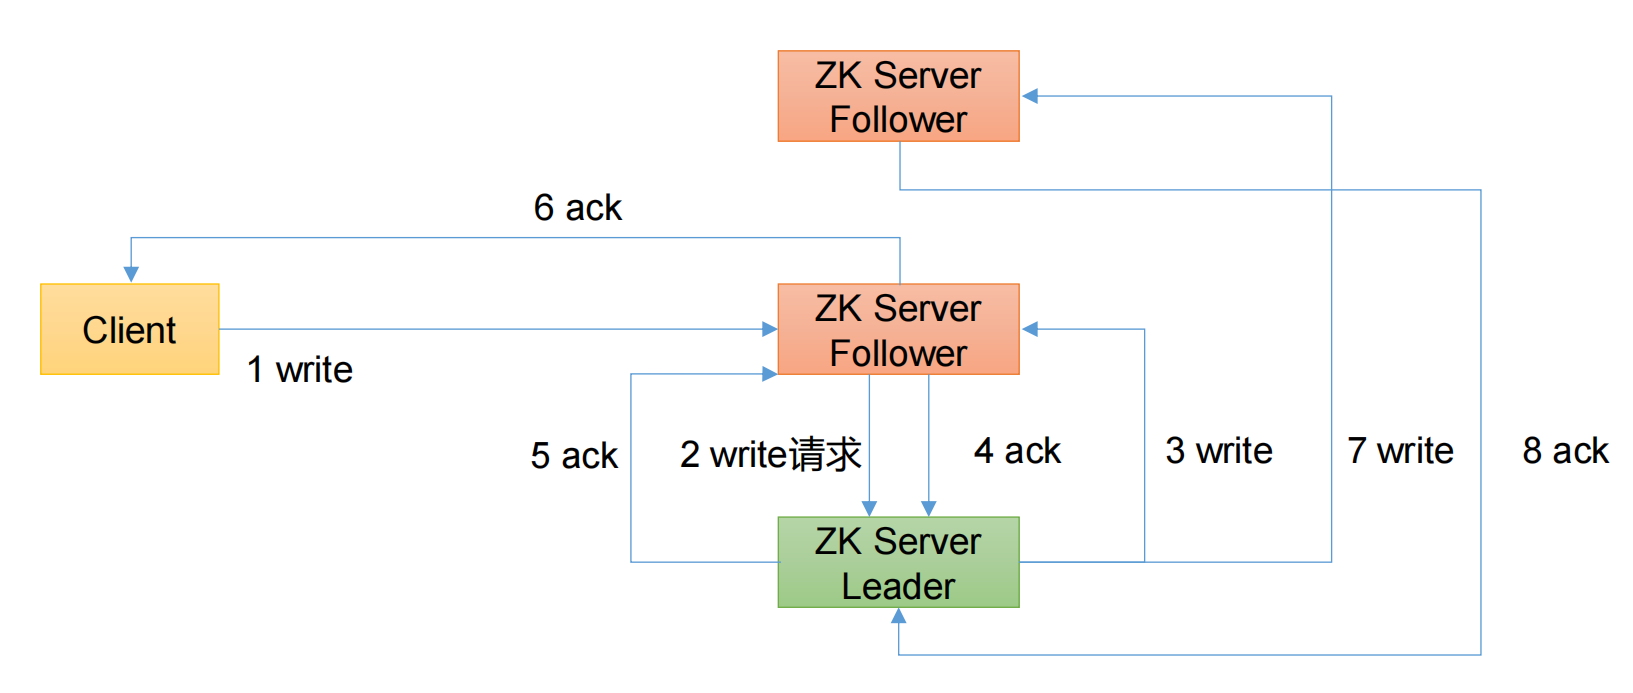 ZK Server
Follower
6 ack
Client
1 write
ZK Server
Follower
5 ack
2 write请求
4 ack
3 write
7 write
8 ack
ZK Server
Leader